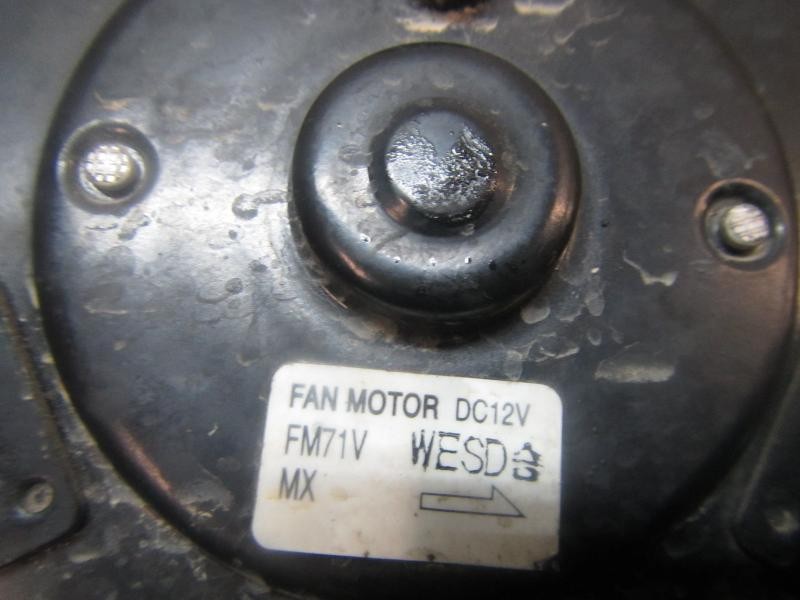 FAN MOTOR DC12V
FM71V WESD
MX